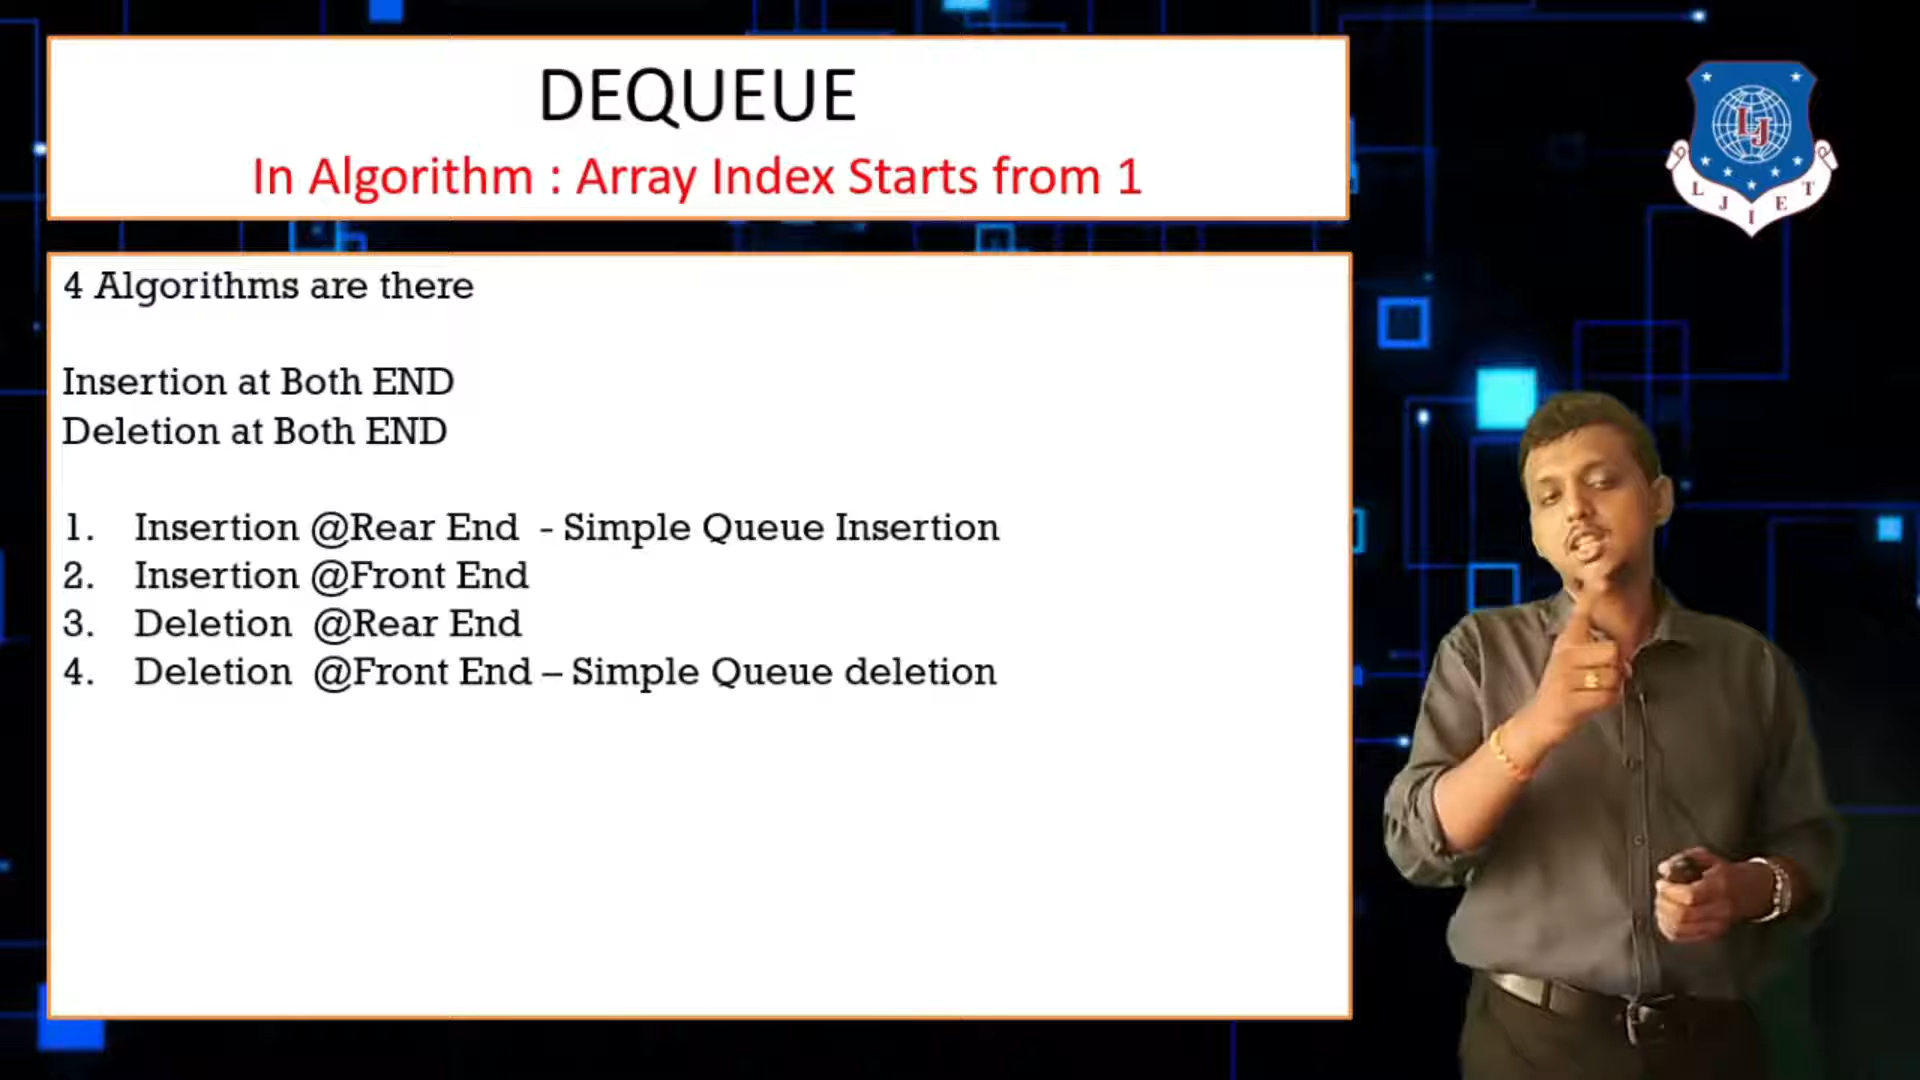 DEQUEUE
In Algorithm : Array Index Starts from 1
4 Algorithms are there
Insertion at Both END
Deletion at Both END
1. Insertion @Rear End - Simple Queue Insertion
2. Insertion @Front End
3. Deletion @Rear End
4. Deletion @Front End – Simple Queue deletion
LJ
L J I E T